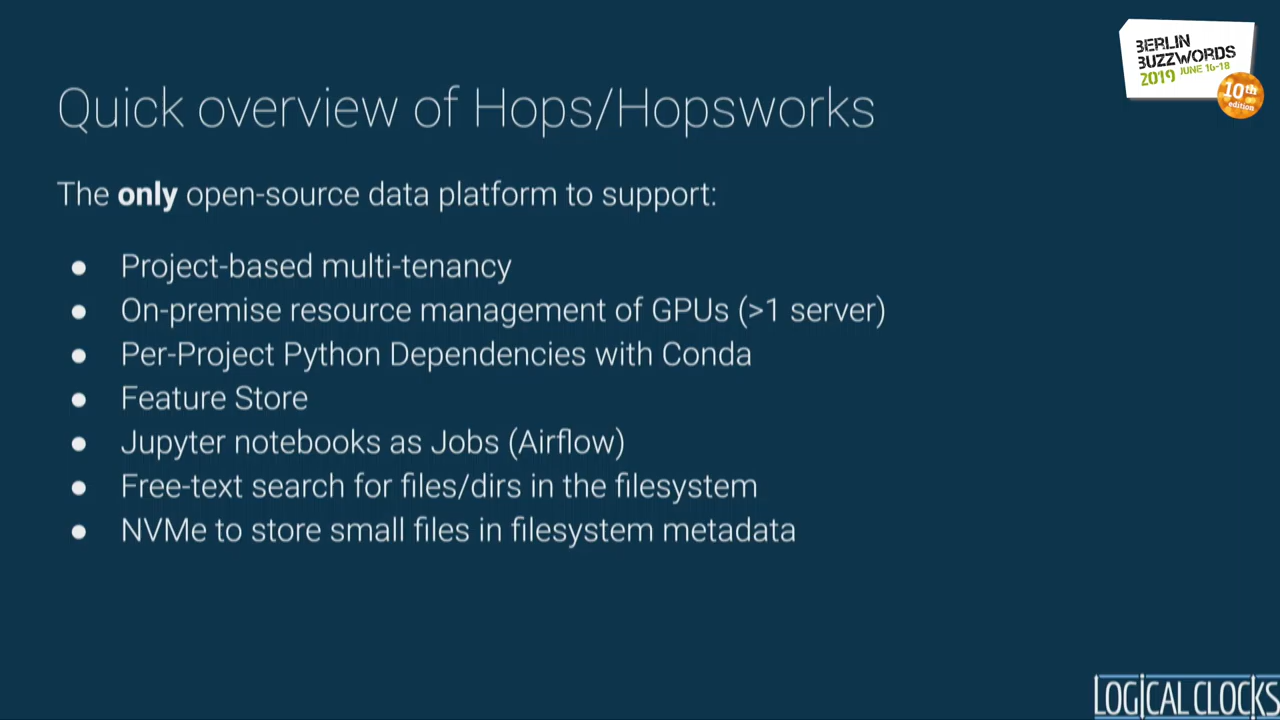 BERLIN
BUZZWORDS
2019 JUNE 16-18
10th
edition
Quick overview of Hops/Hopsworks
The only open-source data platform to support:
● Project-based multi-tenancy
● On-premise resource management of GPUs (>1 server)
● Per-Project Python Dependencies with Conda
● Feature Store
● Jupyter notebooks as Jobs (Airflow)
● Free-text search for files/dirs in the filesystem
● NVMe to store small files in filesystem metadata
LOGICAL CLOCKS